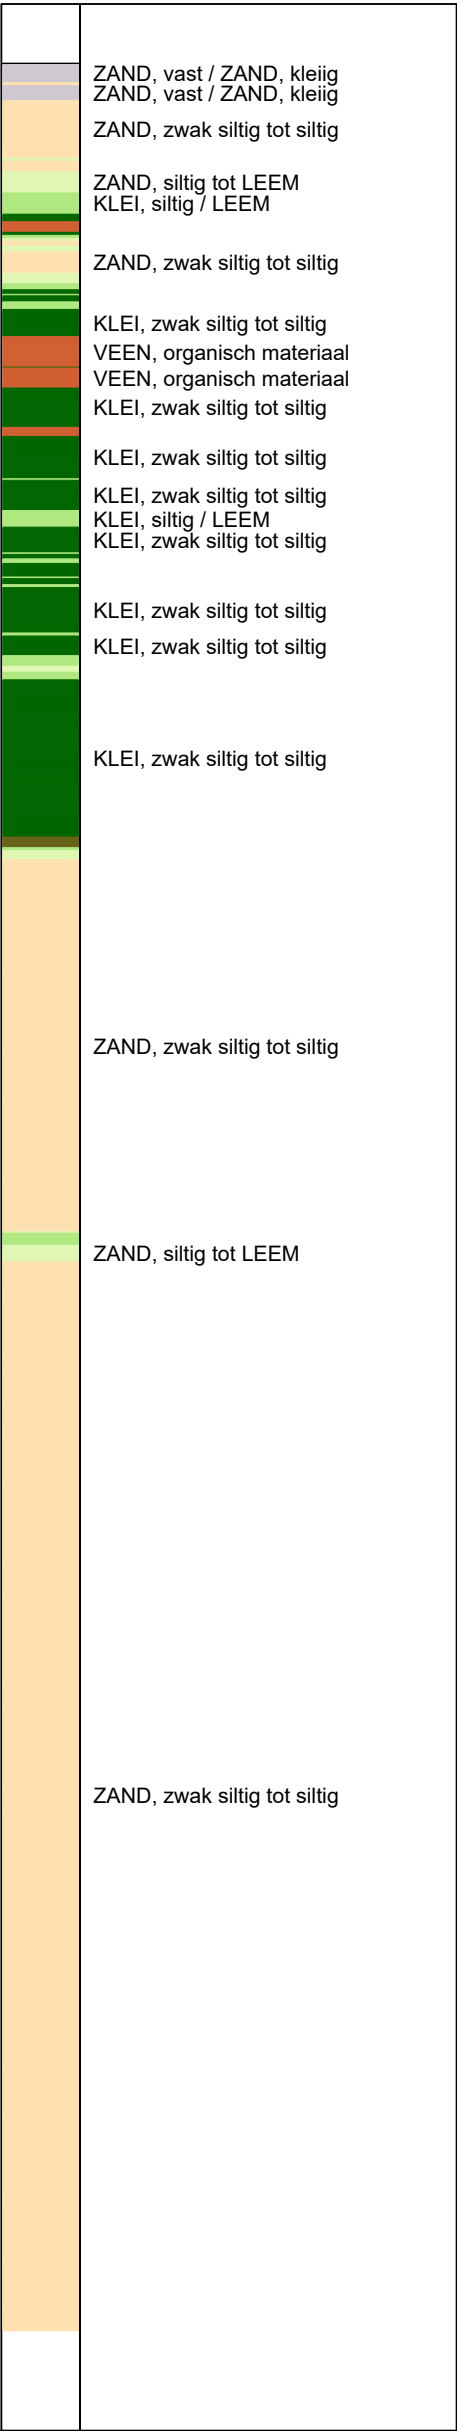 ZAND, vast / ZAND, kleiig
ZAND, vast / ZAND, kleiig
ZAND, zwak siltig tot siltig
ZAND, siltig tot LEEM
KLEI, siltig / LEEM
ZAND, zwak siltig tot siltig
KLEI, zwak siltig tot siltig
VEEN, organisch materiaal
VEEN, organisch materiaal
KLEI, zwak siltig tot siltig
KLEI, zwak siltig tot siltig
KLEI, zwak siltig tot siltig
KLEI, siltig / LEEM
KLEI, zwak siltig tot siltig
KLEI, zwak siltig tot siltig
KLEI, zwak siltig tot siltig
KLEI, zwak siltig tot siltig
ZAND, zwak siltig tot siltig
ZAND, siltig tot LEEM
ZAND, zwak siltig tot siltig